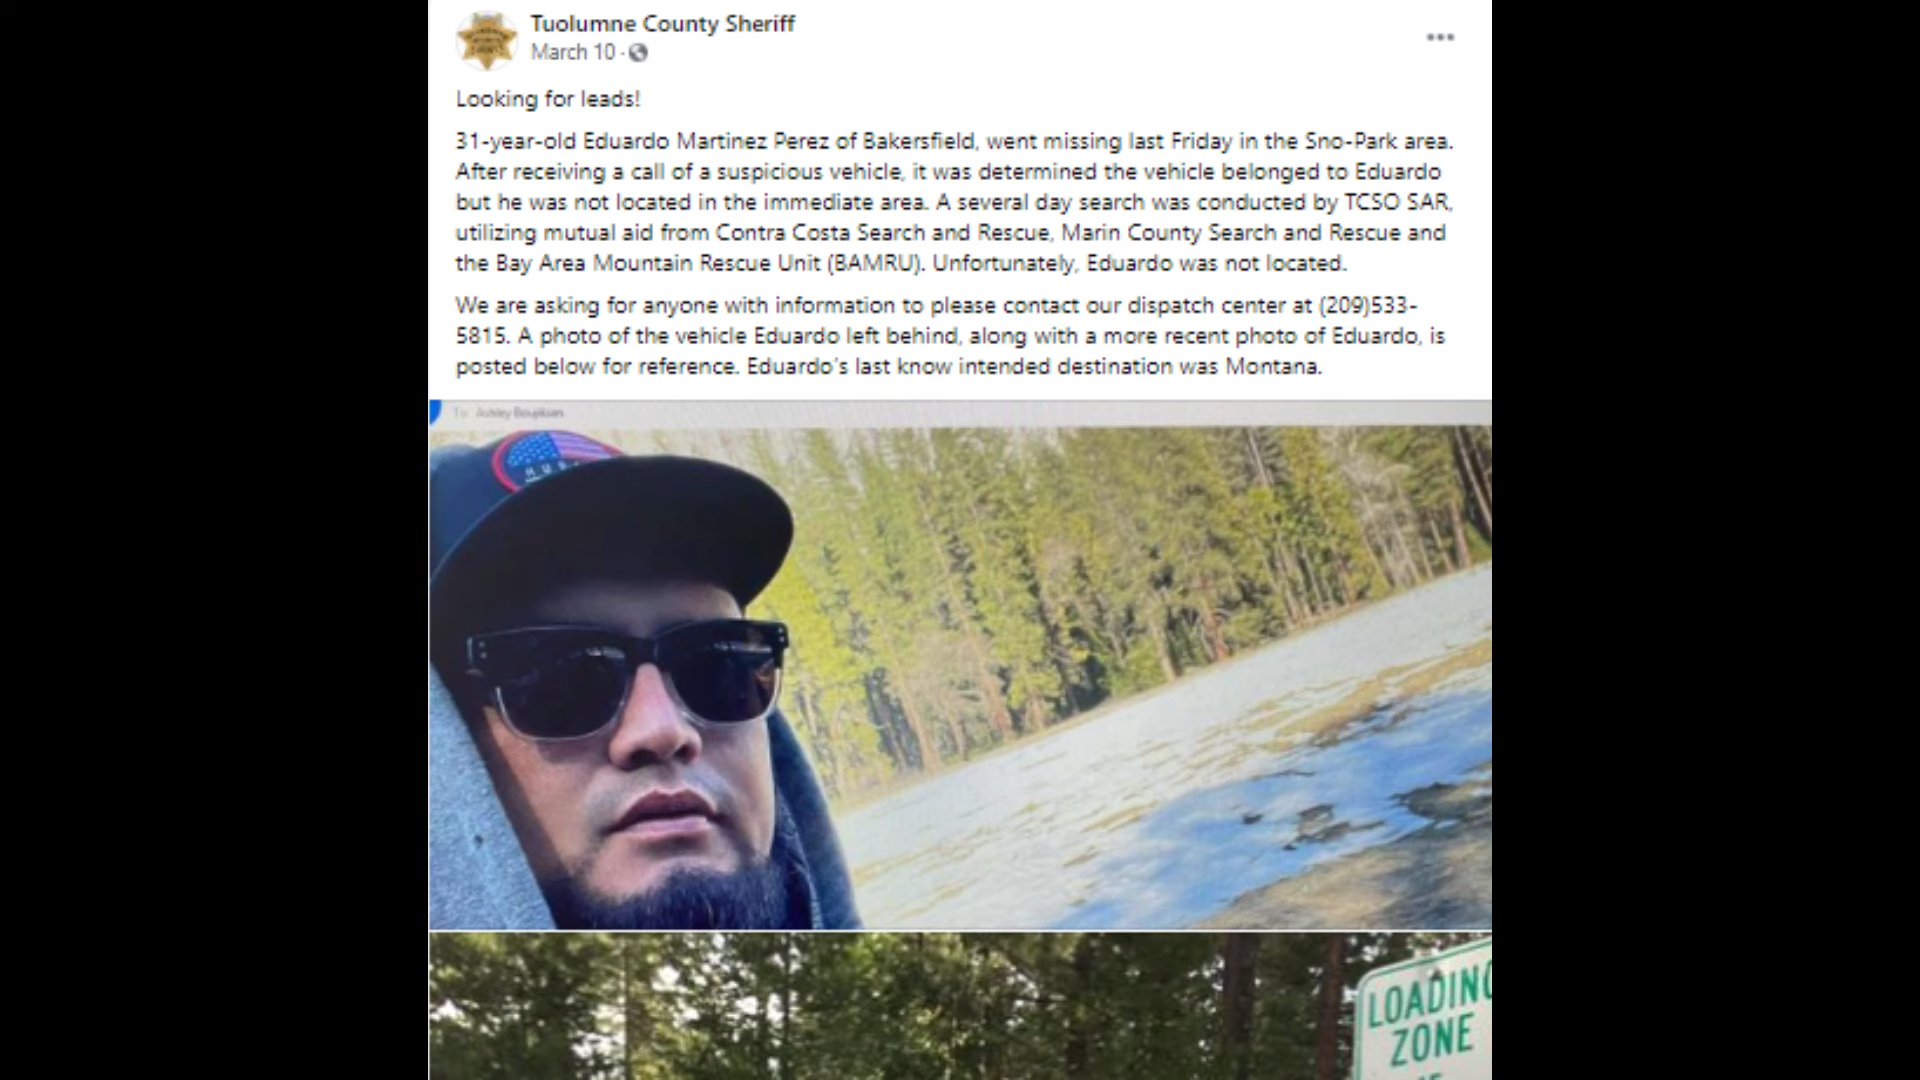 Tuolumne County Sheriff
March 10 ·
Looking for leads!
31-year-old Eduardo Martinez Perez of Bakersfield, went missing last Friday in the Sno-Park area.
After receiving a call of a suspicious vehicle, it was determined the vehicle belonged to Eduardo
but he was not located in the immediate area. A several day search was conducted by TCSO SAR,
utilizing mutual aid from Contra Costa Search and Rescue, Marin County Search and Rescue and
the Bay Area Mountain Rescue Unit (BAMRU). Unfortunately, Eduardo was not located.
We are asking for anyone with information to please contact our dispatch center at (209)533-
5815. A photo of the vehicle Eduardo left behind, along with a more recent photo of Eduardo, is
posted below for reference. Eduardo's last know intended destination was Montana.
To Ashley
LOADING
ZONE